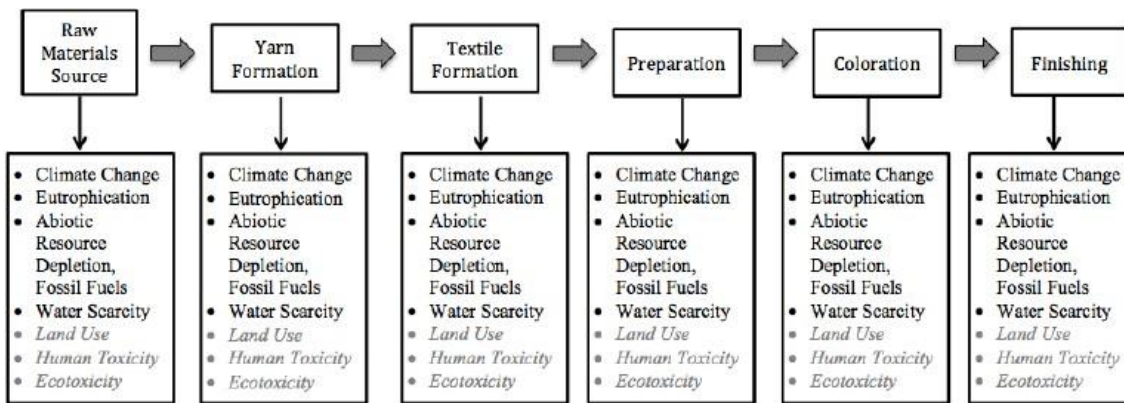 Raw
Materials
Source
Yarn
Formation
Textile
Formation
Preparation
Coloration
Finishing
• Climate Change
• Eutrophication
• Abiotic
Resource
Depletion,
Fossil Fuels
• Water Scarcity
• Land Use
• Human Toxicity
• Ecotoxicity
• Climate Change
• Eutrophication
• Abiotic
Resource
Depletion,
Fossil Fuels
• Water Scarcity
• Land Use
• Human Toxicity
• Ecotoxicity
• Climate Change
• Eutrophication
• Abiotic
Resource
Depletion,
Fossil Fuels
• Water Scarcity
• Land Use
• Human Toxicity
• Ecotoxicity
• Climate Change
• Eutrophication
• Abiotic
Resource
Depletion,
Fossil Fuels
• Water Scarcity
• Land Use
• Human Toxicity
• Ecotoxicity
• Climate Change
• Eutrophication
• Abiotic
Resource
Depletion,
Fossil Fuels
• Water Scarcity
• Land Use
• Human Toxicity
• Ecotoxicity
• Climate Change
• Eutrophication
• Abiotic
Resource
Depletion,
Fossil Fuels
• Water Scarcity
• Land Use
• Human Toxicity
• Ecotoxicity